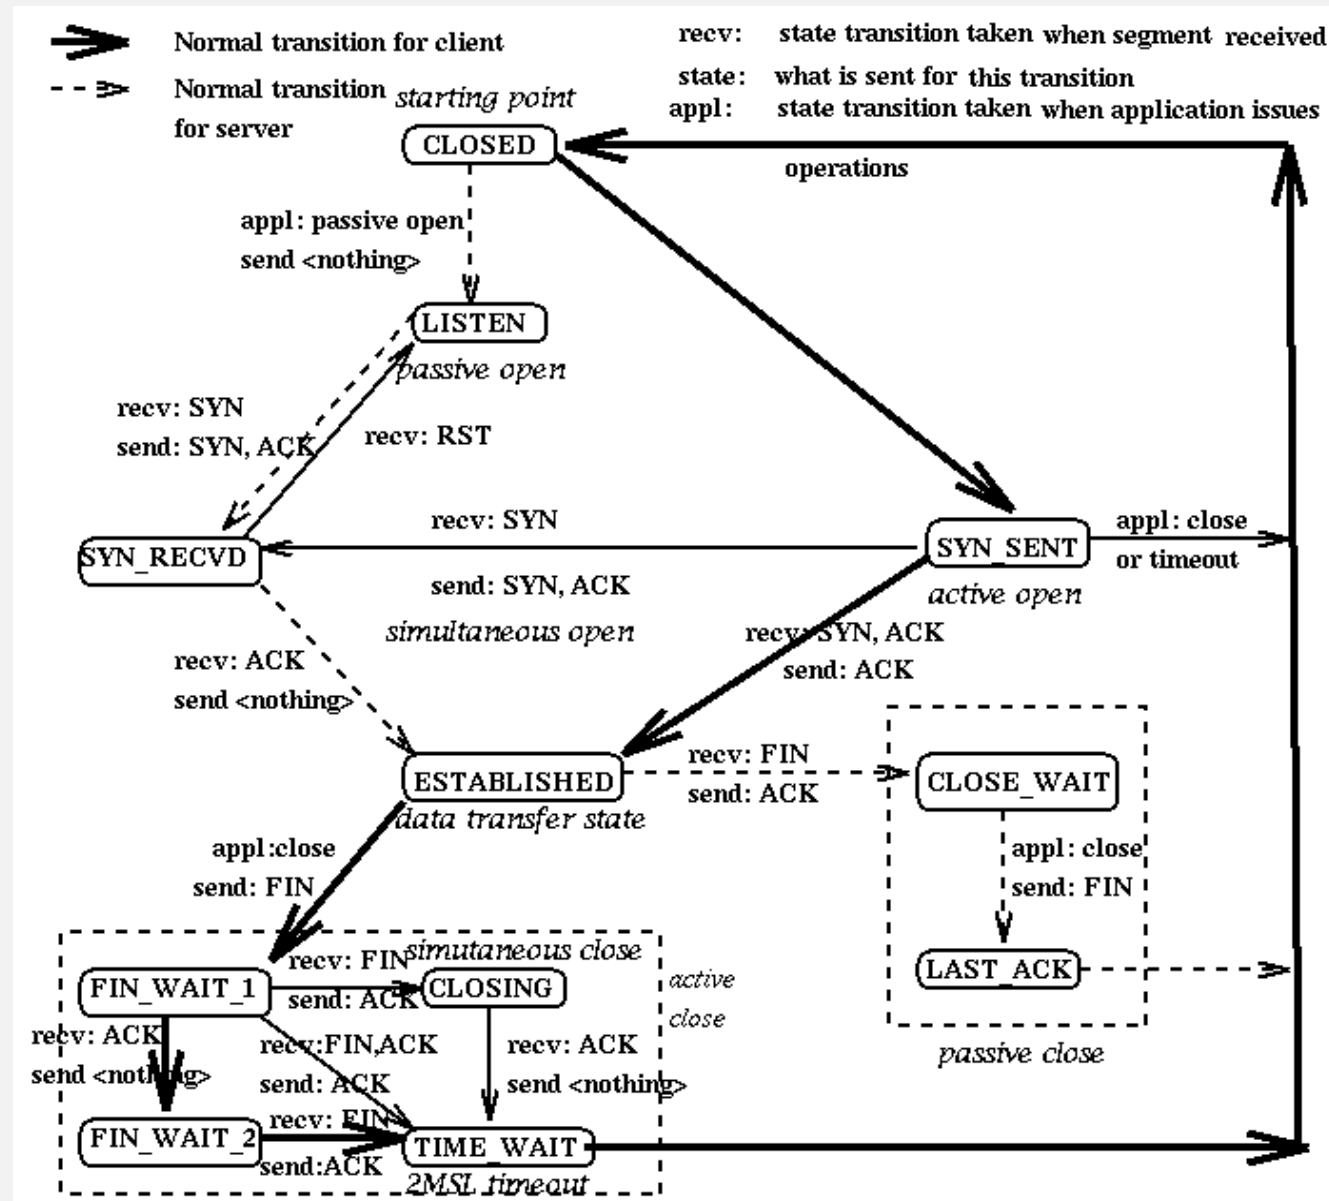 Normal transition for client
Normal transition
for server
recv: state transition taken when segment received
state: what is sent for this transition
appl: state transition taken when application issues
operations
starting point
CLOSED
appl: passive open
send <nothing>
LISTEN
passive open
recv: SYN
send: SYN, ACK
recv: RST
SYN_RECVD
recv: SYN
send: SYN, ACK
simultaneous open
SYN_SENT
active open
appl: close
or timeout
recv: SYN, ACK
send: ACK
recv: ACK
send <nothing>
ESTABLISHED
data transfer state
recv: FIN
send: ACK
CLOSE_WAIT
appl: close
send: FIN
LAST_ACK
passive close
appl:close
send: FIN
FIN_WAIT_1
recv: FIN
send: ACK
simutaneous close
CLOSING
active
close
recv: ACK
send <nothing>
recv:FIN,ACK
send: ACK
recv: ACK
send <nothing>
FIN_WAIT_2
recv: FIN
send:ACK
TIME_WAIT
2MSL timeout